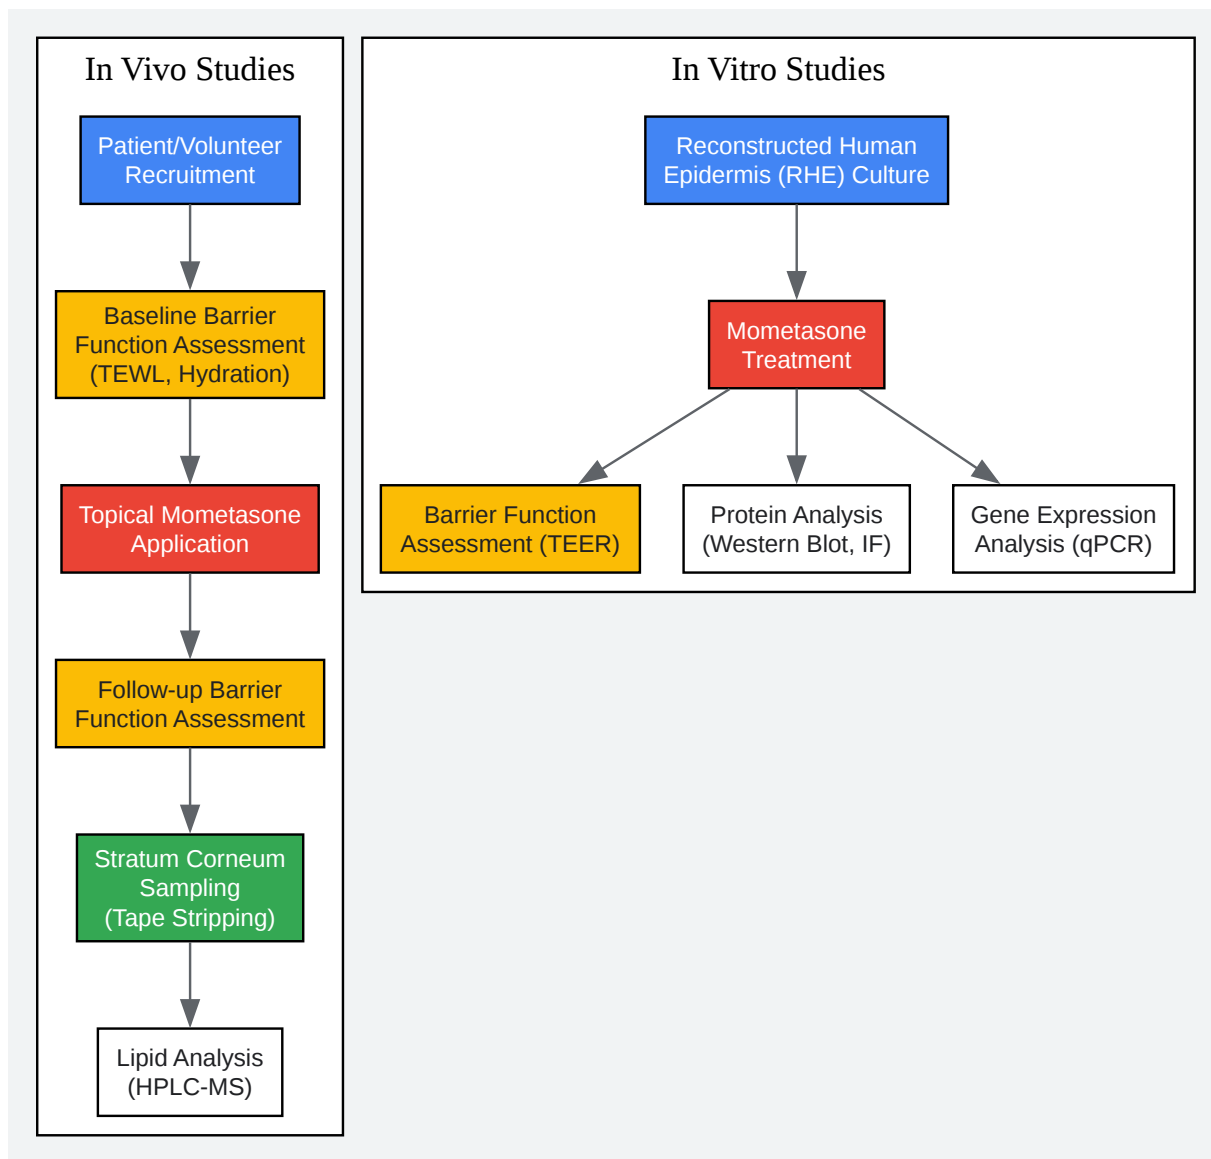 In Vivo Studies
Patient/Volunteer
Recruitment
Baseline Barrier
Function Assessment
(TEWL, Hydration)
Topical Mometasone
Application
Follow-up Barrier
Function Assessment
Stratum Corneum
Sampling
(Tape Stripping)
Lipid Analysis
(HPLC-MS)
In Vitro Studies
Reconstructed Human
Epidermis (RHE) Culture
Mometasone
Treatment
Barrier Function
Assessment (TEER)
Protein Analysis
(Western Blot, IF)
Gene Expression
Analysis (qPCR)